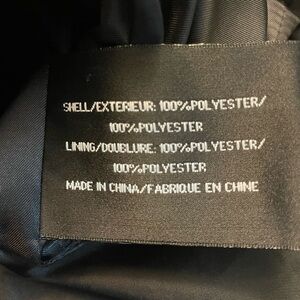 SHELL/EXTERIEUR: 100%POLYESTER/
100%POLYESTER
LINING/DOUBLURE: 100%POLYESTER/
100%POLYESTER
MADE IN CHINA/FABRIQUE EN CHINE